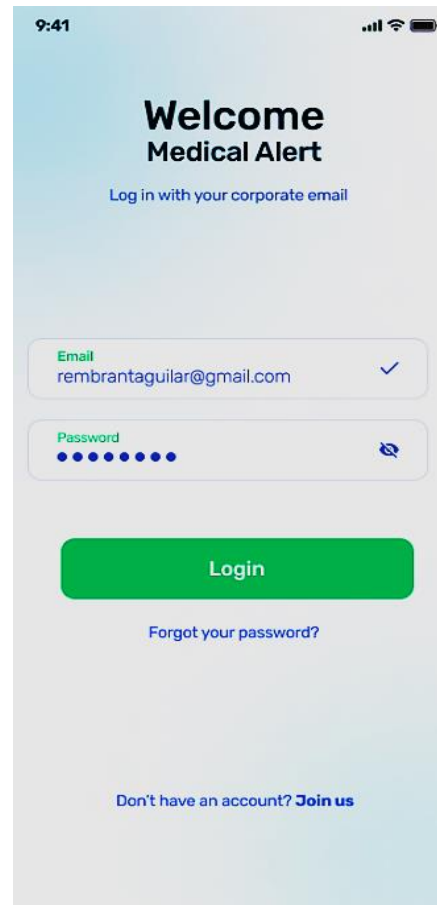 9:41
Welcome
Medical Alert
Log in with your corporate email
Email
rembrantaguilar@gmail.com
Password
Login
Forgot your password?
Don't have an account? Join us